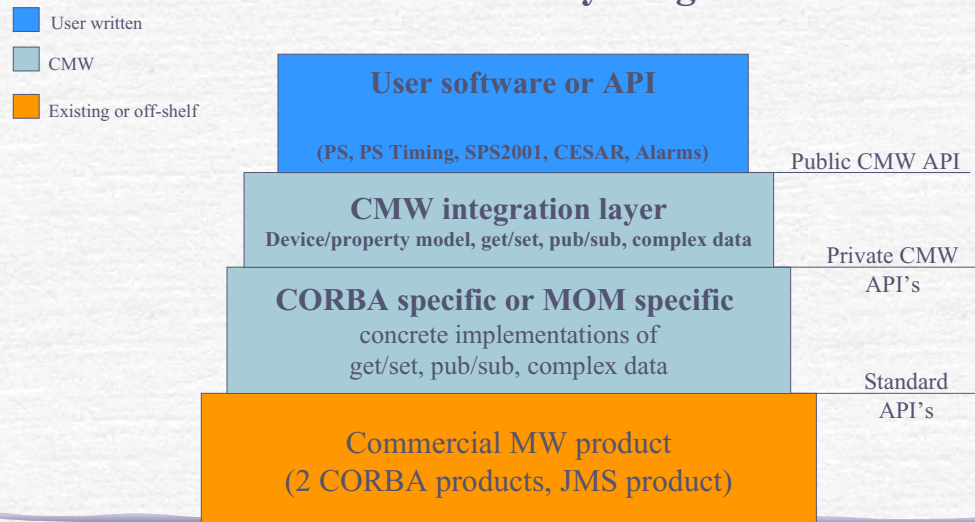 User written
CMW
Existing or off-shelf
User software or API
(PS, PS Timing, SPS2001, CESAR, Alarms)
Public CMW API
CMW integration layer
Device/property model, get/set, pub/sub, complex data
Private CMW
API's
CORBA specific or MOM specific
concrete implementations of
get/set, pub/sub, complex data
Standard
API's
Commercial MW product
(2 CORBA products, JMS product)